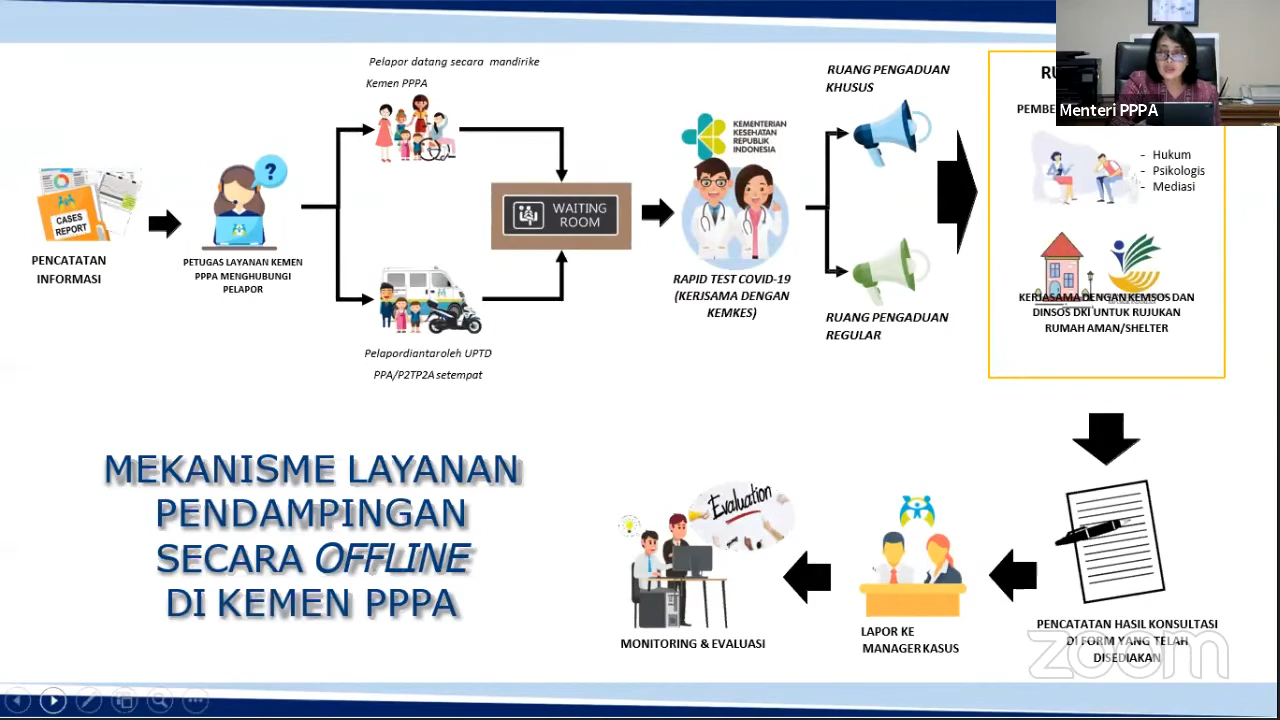 Pelapor datang secara mandirike
Kemen PPPA
RUANG PENGADUAN
KHUSUS
Menteri PPPA
CASES
REPORT
PENCATATAN
INFORMASI
?
PETUGAS LAYANAN KEMEN
PPPA MENGHUBUNGI
PELAPOR
WAITING
ROOM
KEMENTERIAN
KESEHATAN
REPUBLIK
INDONESIA
RAPID TEST COVID-19
(KERJSAMA DENGAN
KEMKES)
- Hukum
- Psikologis
- Mediasi
Pelapordiantaroleh UPTD
PPA/P2TP2A setempat
RUANG PENGADUAN
REGULAR
KERJASAMA DENGAN KEMSOS DAN
DINSOS DKI UNTUK RUJUKAN
RUMAH AMAN/SHELTER
MEKANISME LAYANAN
PENDAMPINGAN
SECARA OFFLINE
DI KEMEN PPPA
Evaluation
MONITORING & EVALUASI
LAPOR KE
MANAGER KASUS
PENCATATAN HASIL KONSULTASI
DI FORM YANG TELAH
DISEDIAKAN
zoom